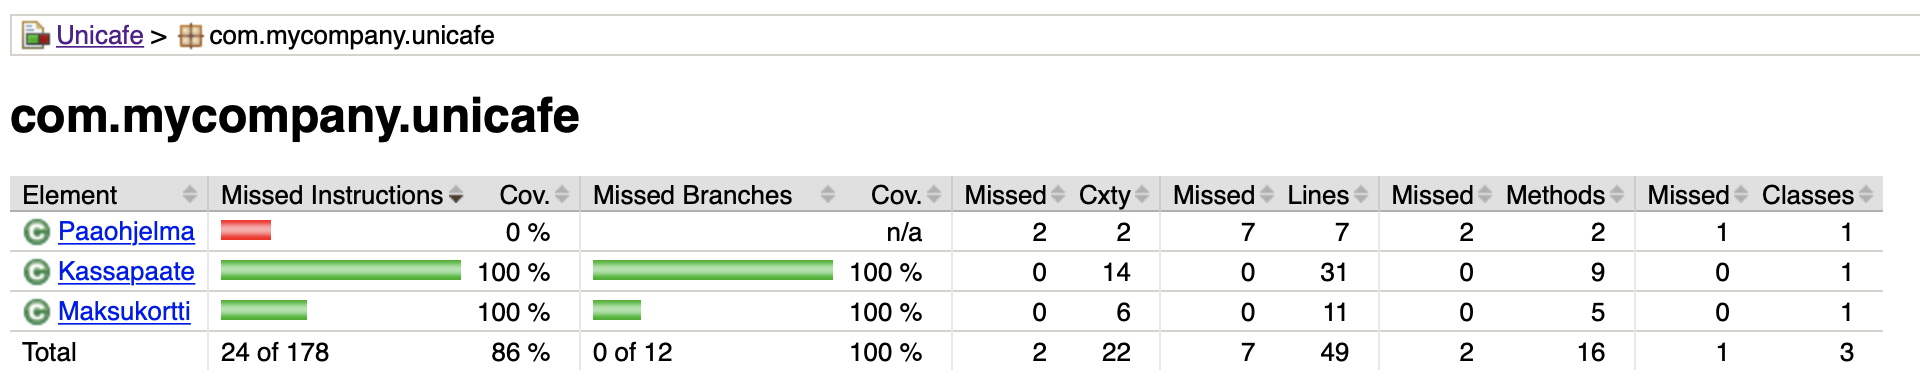 Unicafe > com.mycompany.unicafe
com.mycompany.unicafe
Element Missed Instructions Cov. Missed Branches Cov. Missed Cxty Missed Lines Missed Methods Missed Classes
C Paaohjelma 0 % n/a 2 2 7 7 2 2 1 1
C Kassapaate 100 % 100 % 0 14 0 31 0 9 0 1
C Maksukortti 100 % 100 % 0 6 0 11 0 5 0 1
Total 24 of 178 86 % 0 of 12 100 % 2 22 7 49 2 16 1 3